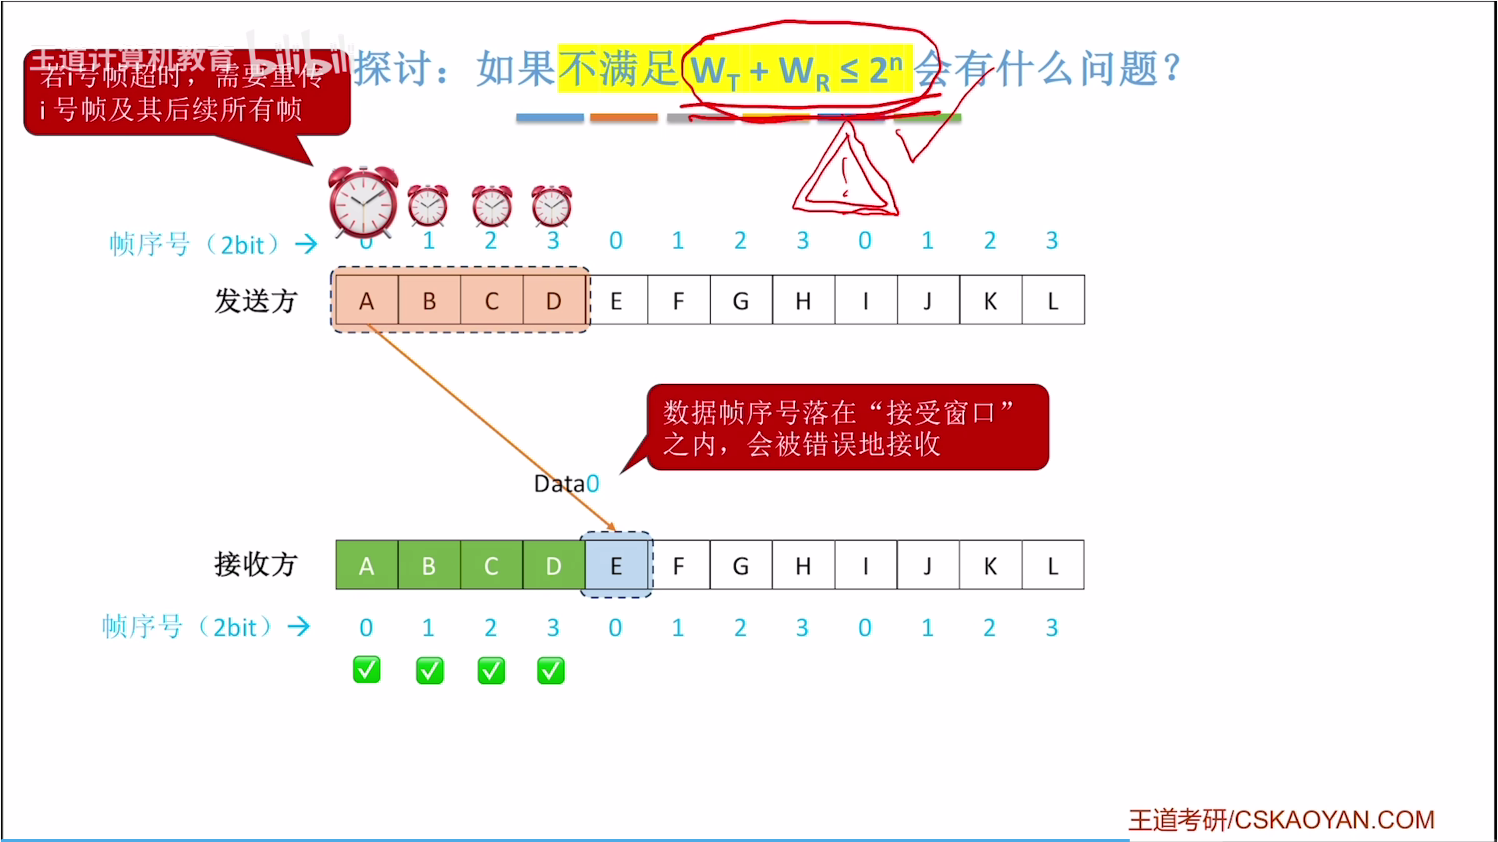 王道计算机教育 bilibili
探讨：如果不满足 WT + WR ≤ 2ⁿ 会有什么问题？
若i号帧超时，需要重传
i 号帧及其后续所有帧
帧序号（2bit）→ 0 1 2 3 0 1 2 3 0 1 2 3
发送方 A B C D E F G H I J K L
数据帧序号落在“接受窗口”
之内，会被错误地接收
Data0
接收方 A B C D E F G H I J K L
帧序号（2bit）→ 0 1 2 3 0 1 2 3 0 1 2 3
王道考研/CSKAOYAN.COM